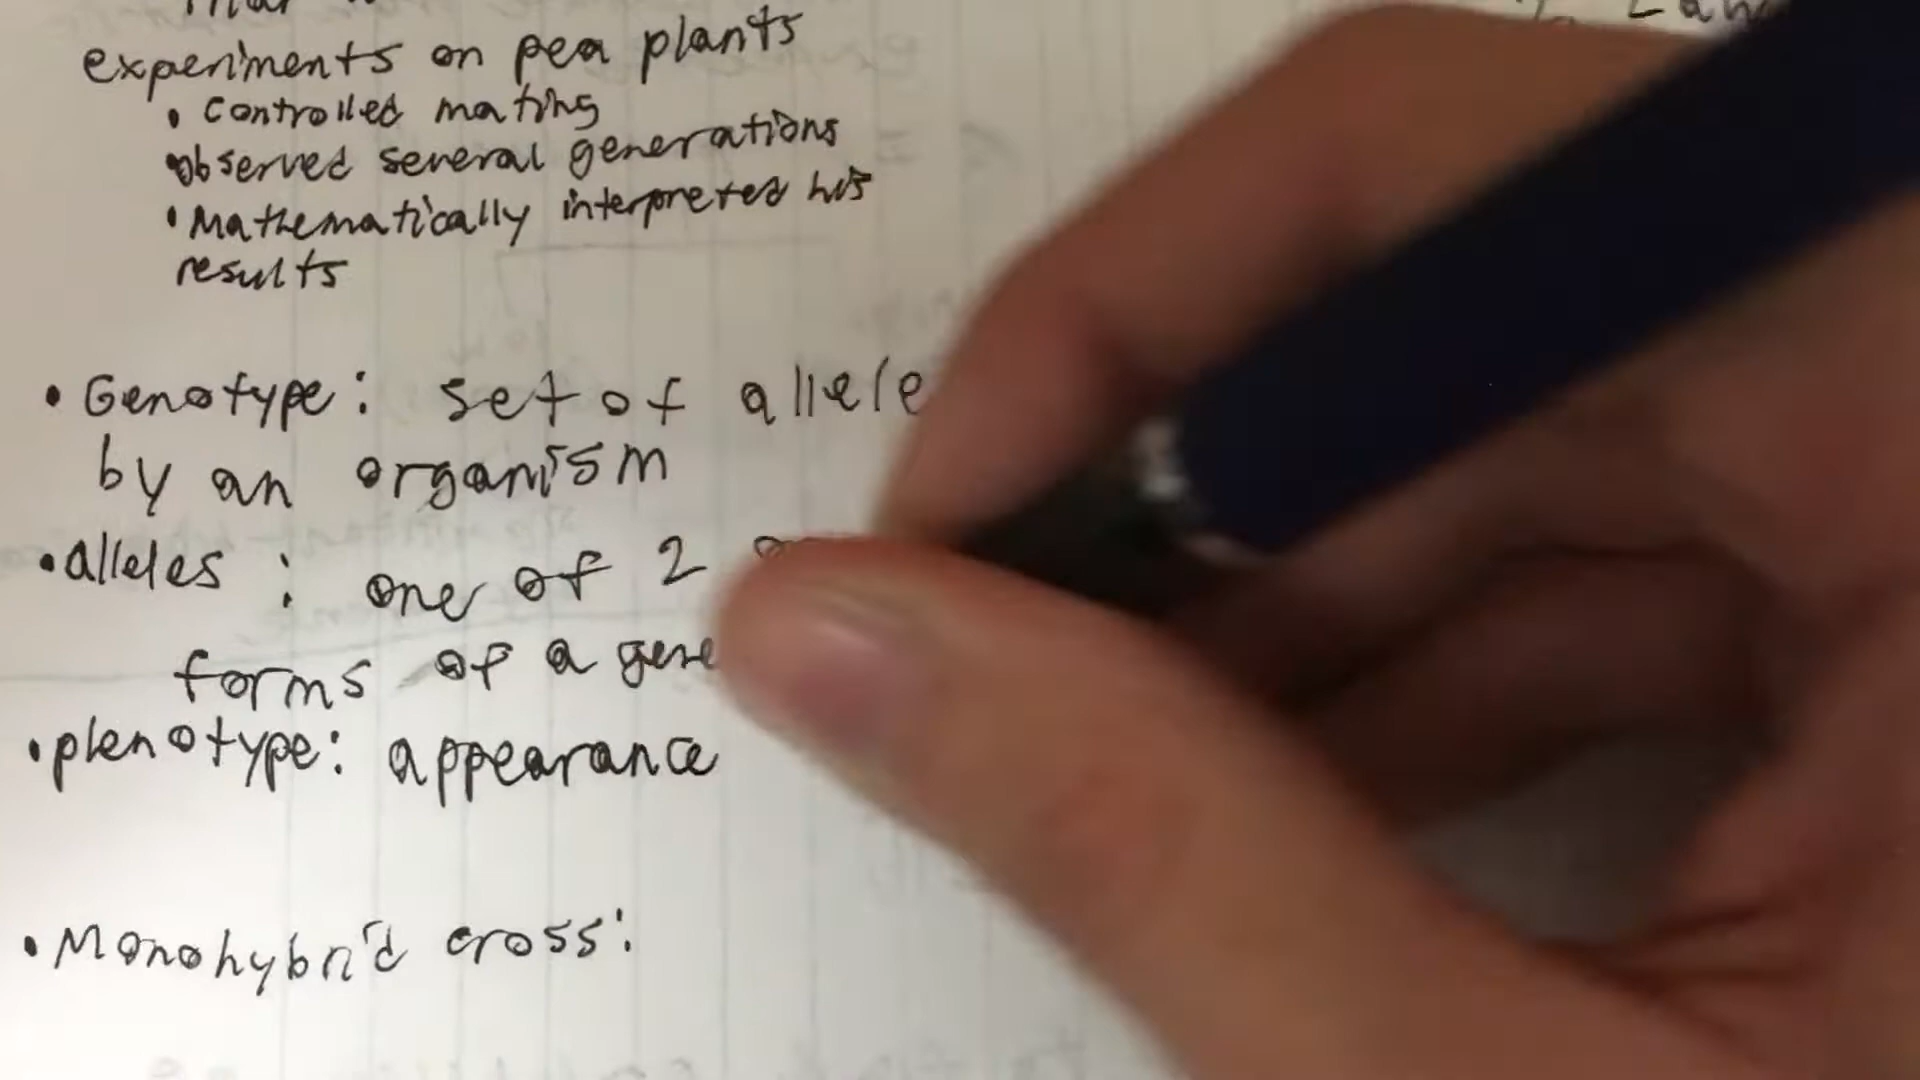 experiments on pea plants
• Controlled mating
observed several generations
• Mathematically interpreted his
results
• Genotype: set of allele
by an organism
• alleles : one of 2
forms of a gene
• plenotype: appearance
• Monohybrid cross: